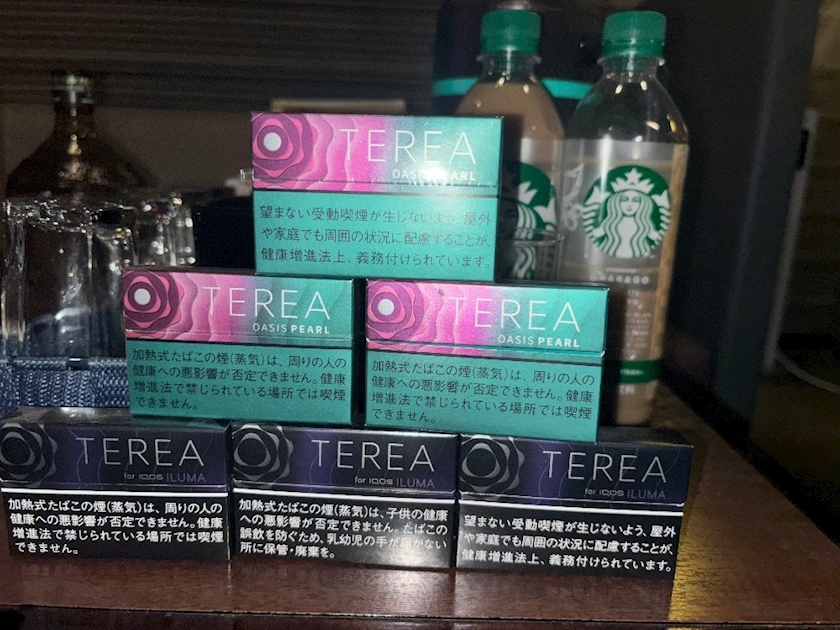 TEREA
OASIS PEARL
望まない受動喫煙が生じないよう、屋外
や家庭でも周囲の状況に配慮することが、
健康増進法上、義務付けられています。
TEREA
OASIS PEARL
加熱式たばこの煙(蒸気)は、周りの人の
健康への悪影響が否定できません。健康
増進法で禁じられている場所では喫煙
できません。
TEREA
OASIS PEARL
加熱式たばこの煙(蒸気)は、周りの人の
健康への悪影響が否定できません。健康
増進法で禁じられている場所では喫煙
できません。
TEREA
for IQOS ILUMA
加熱式たばこの煙(蒸気)は、周りの人の
健康への悪影響が否定できません。健康
増進法で禁じられている場所では喫煙
できません。
TEREA
for IQOS ILUMA
加熱式たばこの煙(蒸気)は、子供の健康
への悪影響が否定できません。たばこの
誤飲を防ぐため、乳幼児の手が届かない
所に保管・廃棄を。
TEREA
for IQOS ILUMA
望まない受動喫煙が生じないよう、屋外
や家庭でも周囲の状況に配慮することが、
健康増進法上、義務付けられています。